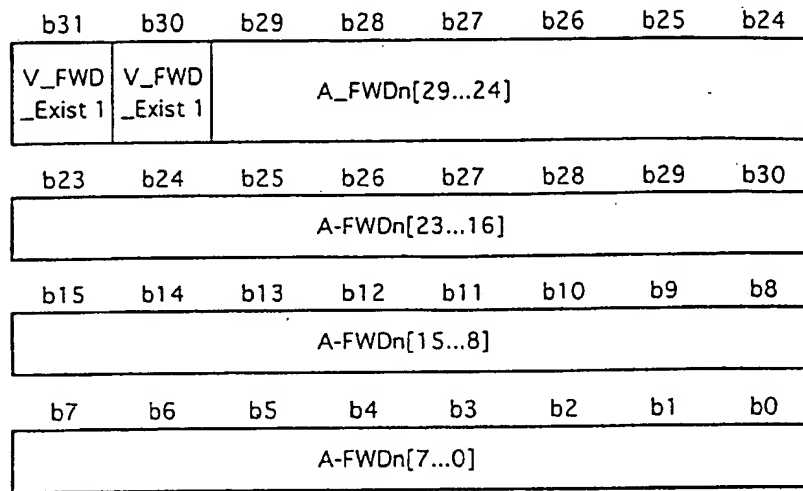 b31 b30 b29 b28 b27 b26 b25 b24
V_FWD V_FWD A_FWDn[29...24]
_Exist 1 _Exist 1
b23 b24 b25 b26 b27 b28 b29 b30
A-FWDn[23...16]
b15 b14 b13 b12 b11 b10 b9 b8
A-FWDn[15...8]
b7 b6 b5 b4 b3 b2 b1 b0
A-FWDn[7...0]